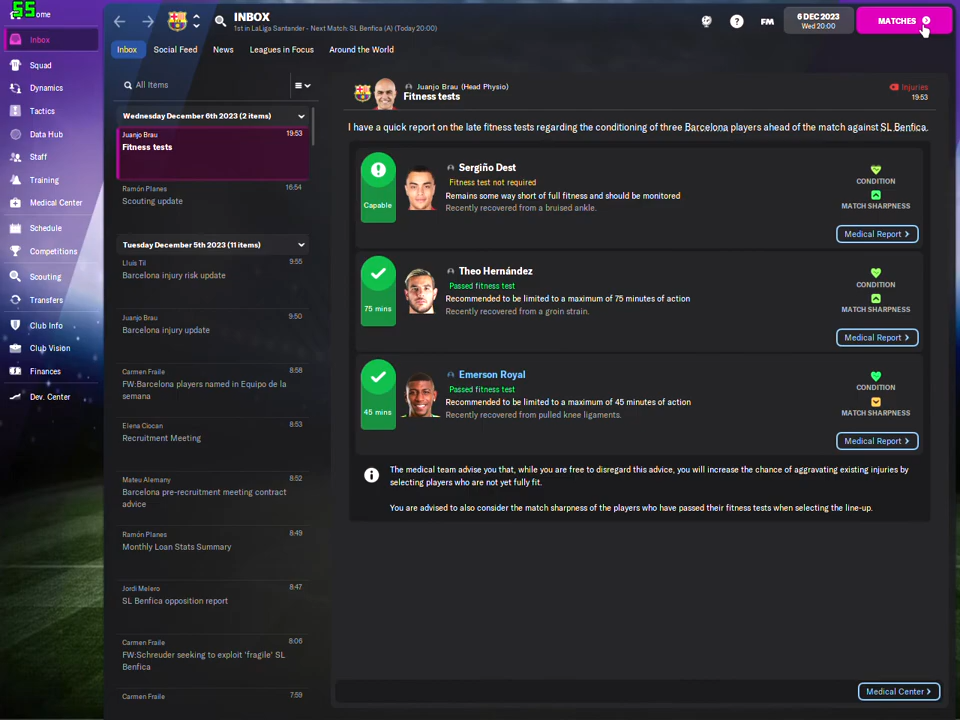 55
Home
INBOX
1st in LaLiga Santander - Next Match: SL Benfica (A) (Today 20:00)
?
FM
6 DEC 2023
Wed 20:00
MATCHES
Inbox
Social Feed
News
Leagues in Focus
Around the World
Inbox
Squad
Dynamics
Tactics
Data Hub
Staff
Training
Medical Center
Schedule
Competitions
Scouting
Transfers
Club Info
Club Vision
Finances
Dev. Center
All Items
Wednesday December 6th 2023 (2 items)
Juanjo Brau 19:53
Fitness tests
Ramón Planes 16:54
Scouting update
Tuesday December 5th 2023 (11 items)
Lluis Til 9:55
Barcelona injury risk update
Juanjo Brau 9:50
Barcelona injury update
Carmen Fraile 8:58
FW:Barcelona players named in Equipo de la
semana
Elena Ciocan 8:53
Recruitment Meeting
Mateu Alemany 8:52
Barcelona pre-recruitment meeting contract
advice
Ramón Planes 8:49
Monthly Loan Stats Summary
Jordi Melero 8:47
SL Benfica opposition report
Carmen Fraile 8:06
FW:Schreuder seeking to exploit 'fragile' SL
Benfica
Carmen Fraile 7:59
Juanjo Brau (Head Physio)
Fitness tests
Injuries
19:53
I have a quick report on the late fitness tests regarding the conditioning of three Barcelona players ahead of the match against SL Benfica.
Capable
Sergiño Dest
Fitness test not required
Remains some way short of full fitness and should be monitored
Recently recovered from a bruised ankle.
CONDITION
MATCH SHARPNESS
Medical Report
75 mins
Theo Hernández
Passed fitness test
Recommended to be limited to a maximum of 75 minutes of action
Recently recovered from a groin strain.
CONDITION
MATCH SHARPNESS
Medical Report
45 mins
Emerson Royal
Passed fitness test
Recommended to be limited to a maximum of 45 minutes of action
Recently recovered from pulled knee ligaments.
CONDITION
MATCH SHARPNESS
Medical Report
The medical team advise you that, while you are free to disregard this advice, you will increase the chance of aggravating existing injuries by
selecting players who are not yet fully fit.
You are advised to also consider the match sharpness of the players who have passed their fitness tests when selecting the line-up.
Medical Center